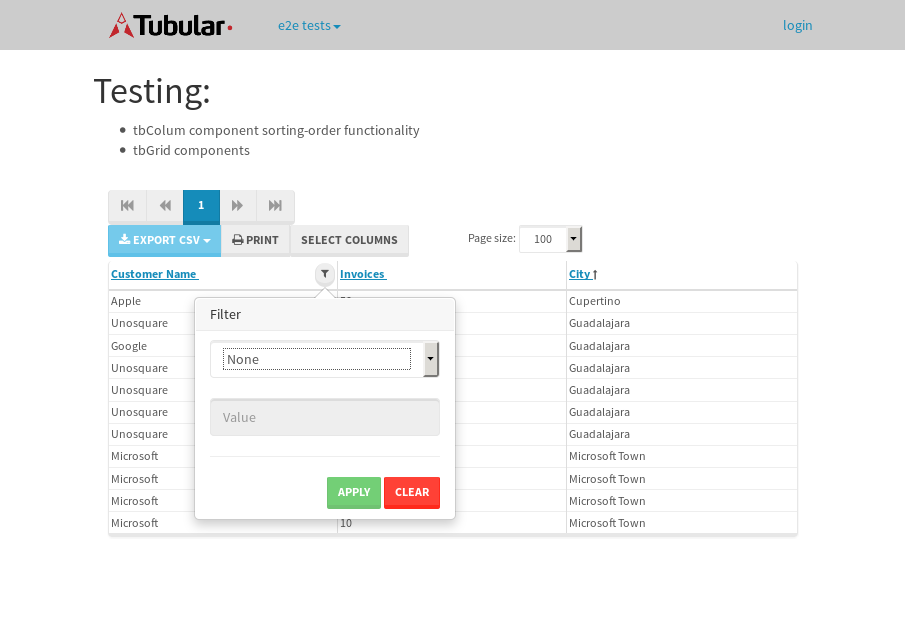 Tubular
e2e tests
login
Testing:
tbColum component sorting-order functionality
tbGrid components
1
EXPORT CSV
PRINT
SELECT COLUMNS
Page size: 100
Customer Name Invoices City
Apple Cupertino
Unosquare Guadalajara
Google Guadalajara
Unosquare Guadalajara
Unosquare Guadalajara
Unosquare Guadalajara
Unosquare Guadalajara
Microsoft Microsoft Town
Microsoft Microsoft Town
Microsoft Microsoft Town
Microsoft 10 Microsoft Town
Filter
None
Value
APPLY CLEAR